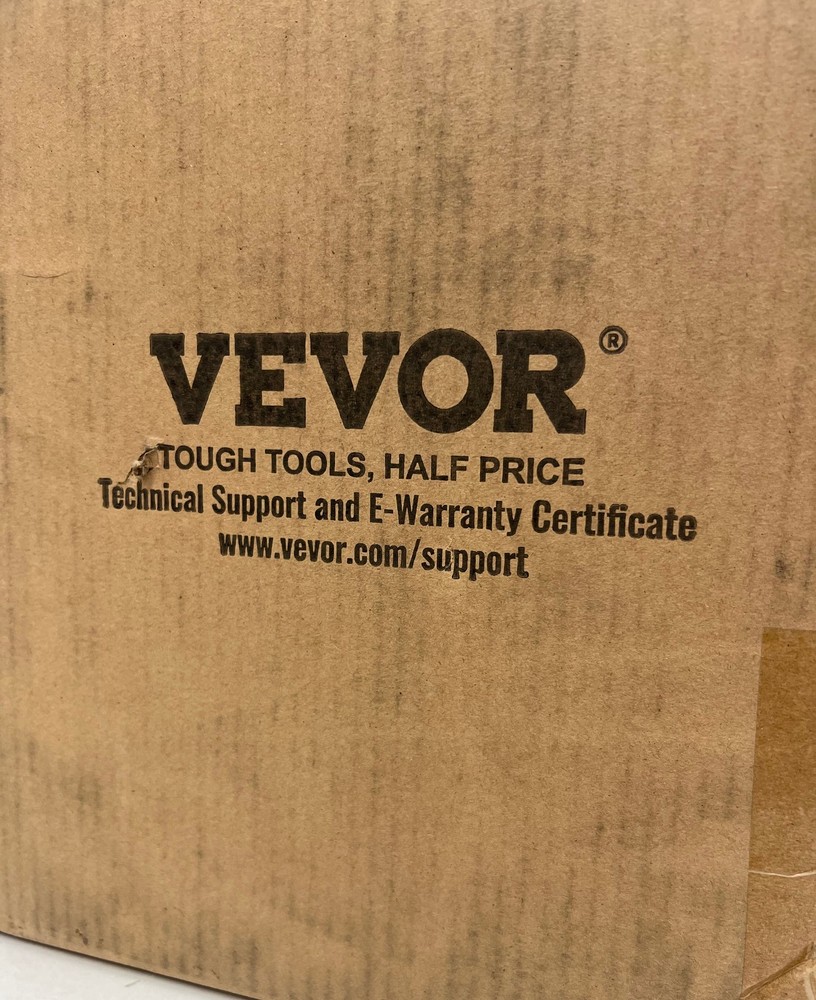 VEVOR®
TOUGH TOOLS, HALF PRICE
Technical Support and E-Warranty Certificate
www.vevor.com/support